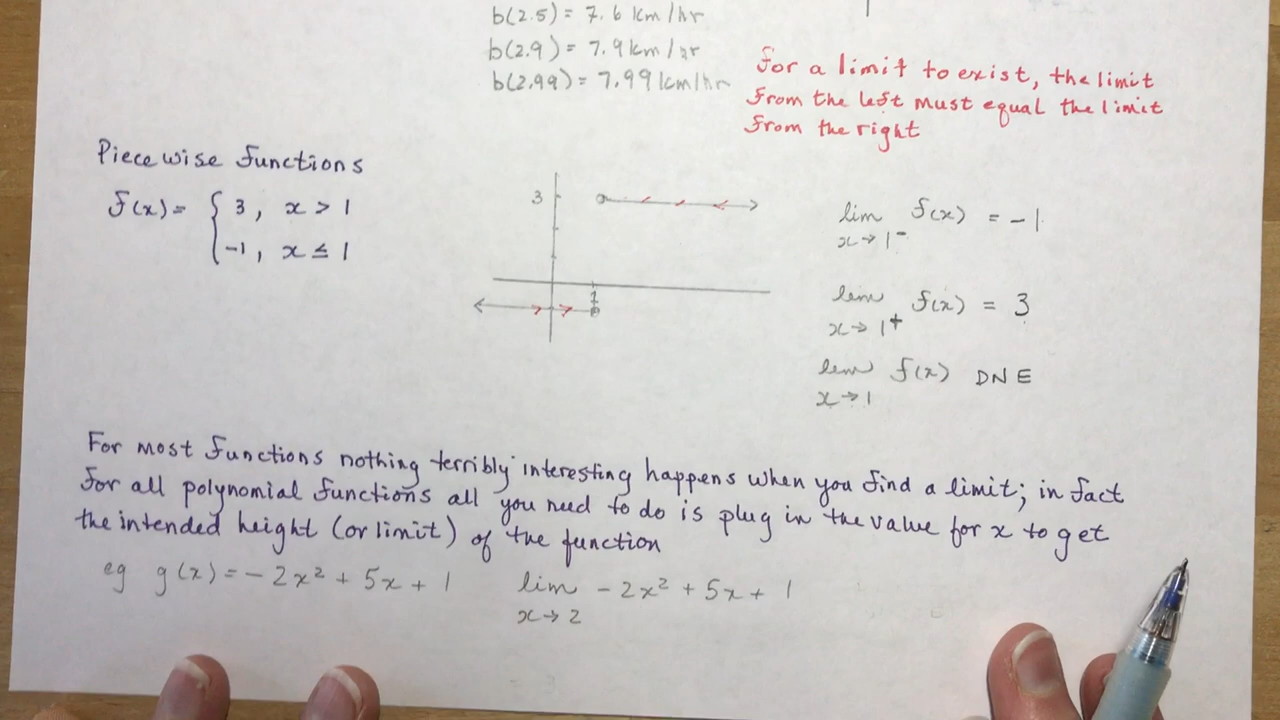 b(2.5) = 7.6 km/hr
b(2.9) = 7.9 km/hr
b(2.99) = 7.99 km/hr
For a limit to exist, the limit
from the left must equal the limit
from the right
Piecewise functions
f(x) = { 3, x > 1
-1, x ≤ 1
3
1
lim f(x) = -1
x→1⁻
lim f(x) = 3
x→1⁺
lim f(x) DNE
x→1
For most functions nothing terribly interesting happens when you find a limit; in fact
for all polynomial functions all you need to do is plug in the value for x to get
the intended height (or limit) of the function
eg g(x) = -2x² + 5x + 1 lim -2x² + 5x + 1
x→2